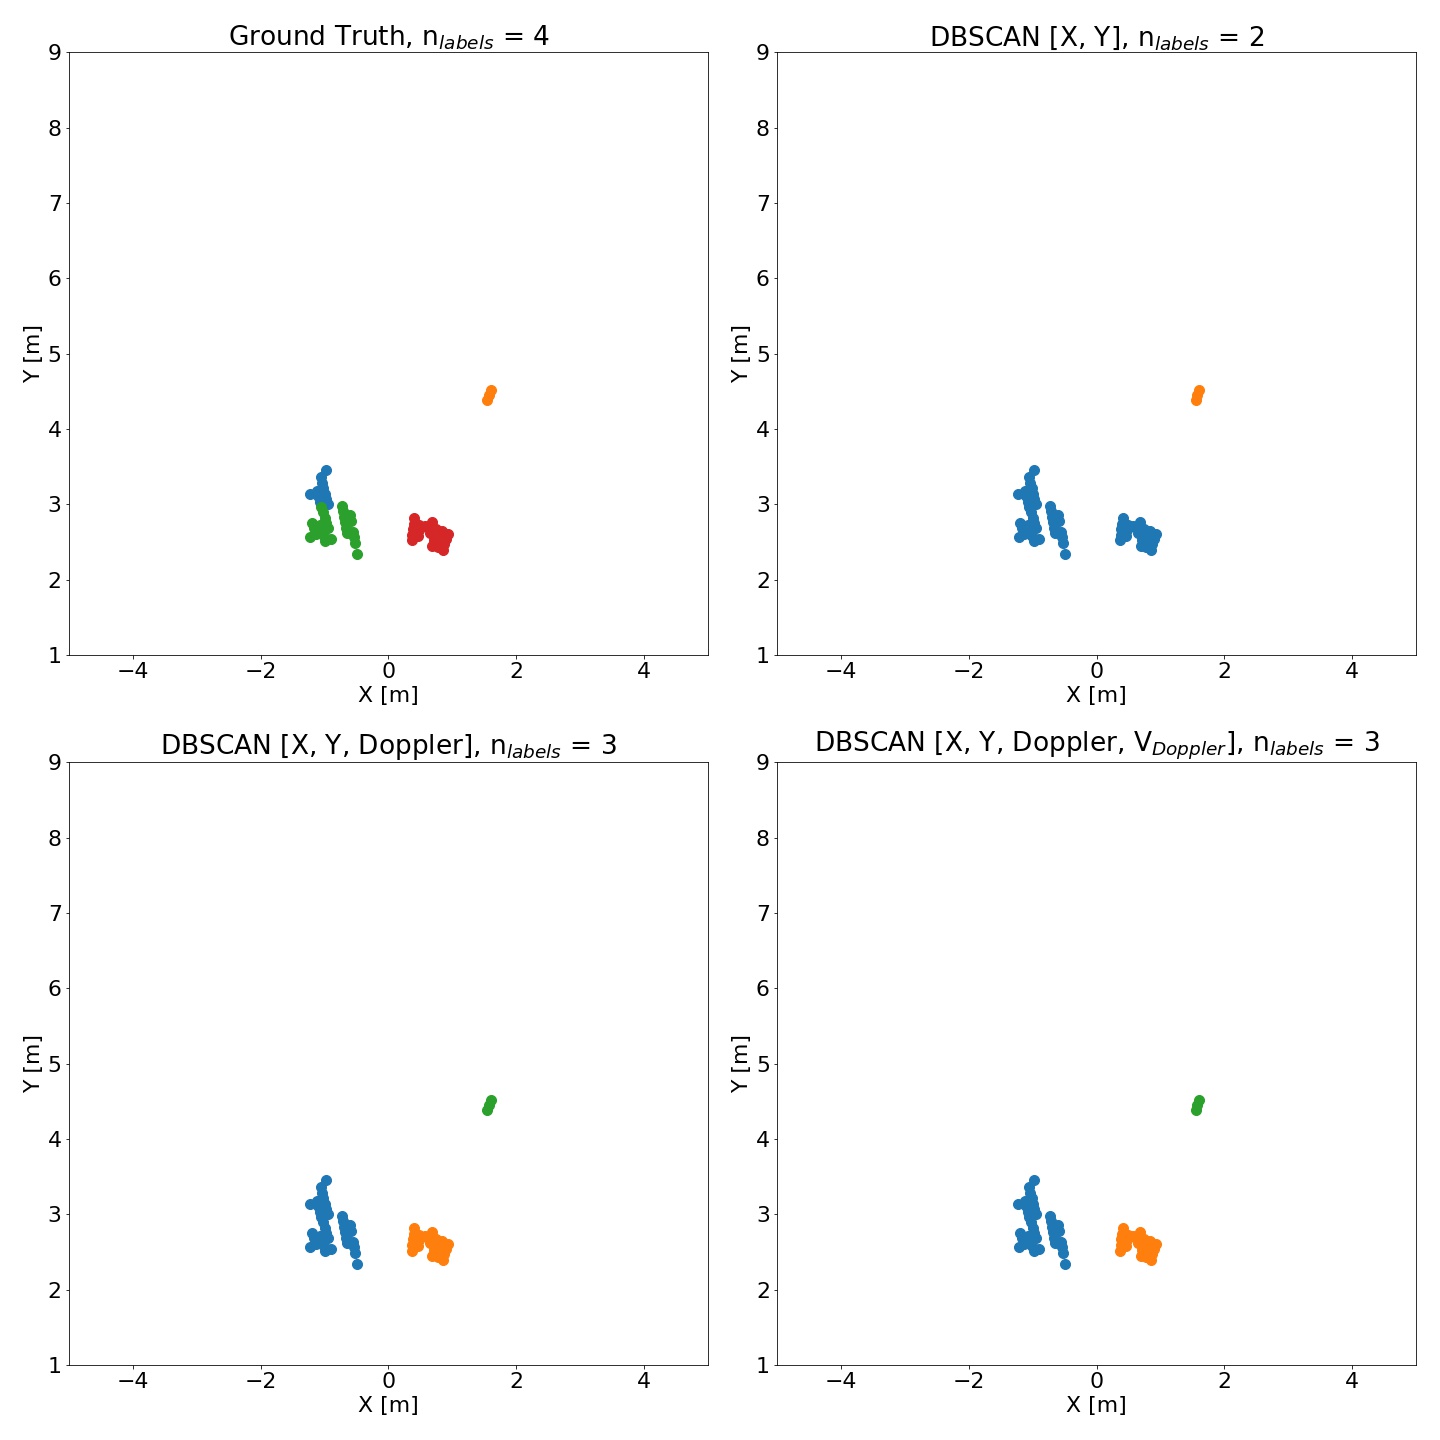 Ground Truth, n_labels = 4
9
8
7
6
5
4
3
2
1
Y [m]
−4 −2 0 2 4
X [m]
DBSCAN [X, Y], n_labels = 2
9
8
7
6
5
4
3
2
1
Y [m]
−4 −2 0 2 4
X [m]
DBSCAN [X, Y, Doppler], n_labels = 3
9
8
7
6
5
4
3
2
1
Y [m]
−4 −2 0 2 4
X [m]
DBSCAN [X, Y, Doppler, V_Doppler], n_labels = 3
9
8
7
6
5
4
3
2
1
Y [m]
−4 −2 0 2 4
X [m]